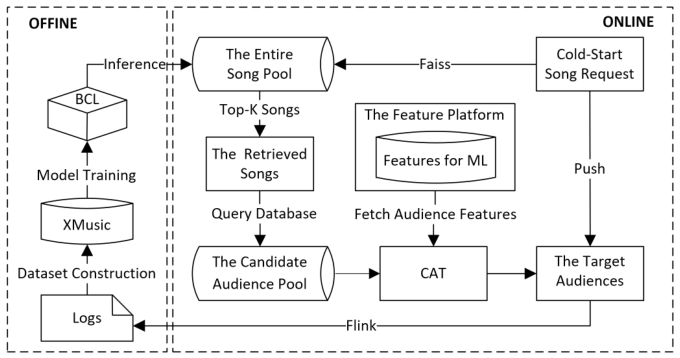 OFFINE
ONLINE
Inference
The Entire
Song Pool
Faiss
Cold-Start
Song Request
BCL
Top-K Songs
The Feature Platform
Features for ML
The Retrieved
Songs
Model Training
Push
XMusic
Query Database
Fetch Audience Features
Dataset Construction
The Candidate
Audience Pool
CAT
The Target
Audiences
Logs
Flink